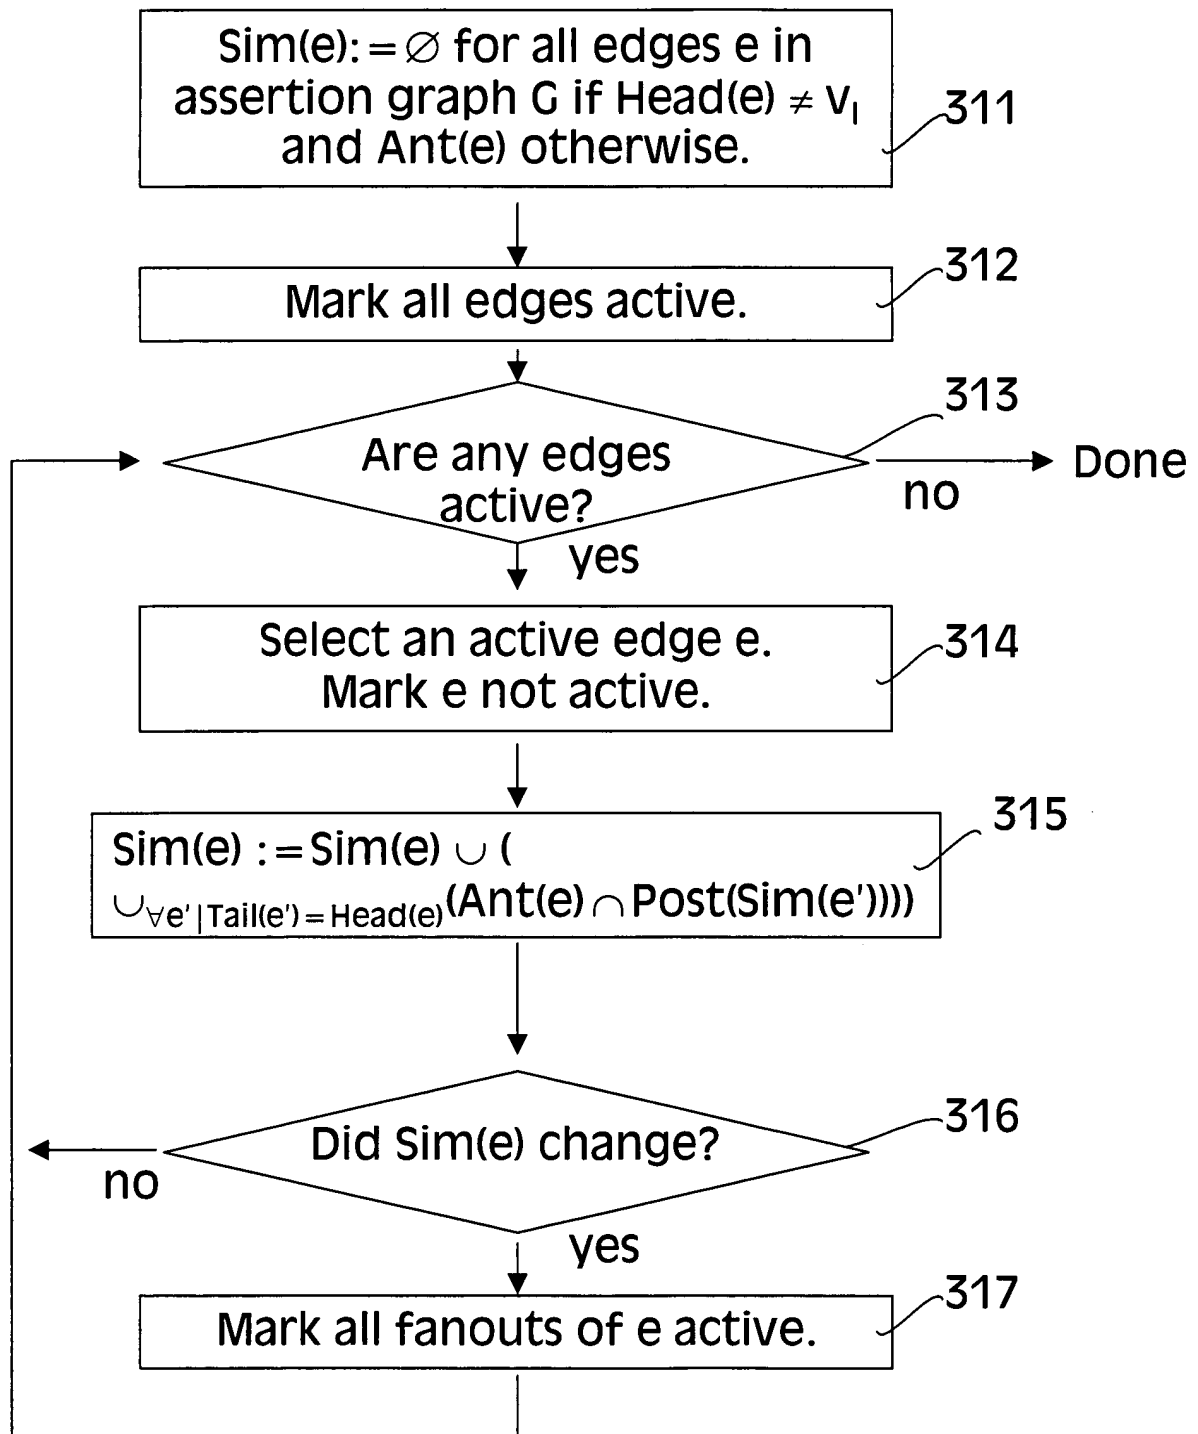 Sim(e):=∅ for all edges e in
assertion graph G if Head(e) ≠ vI
and Ant(e) otherwise.
311
Mark all edges active.
312
Are any edges
active?
313
no
Done
yes
Select an active edge e.
Mark e not active.
314
Sim(e) := Sim(e) ∪ (
∪∀e'|Tail(e')=Head(e)(Ant(e)∩Post(Sim(e'))))
315
Did Sim(e) change?
316
no
yes
Mark all fanouts of e active.
317